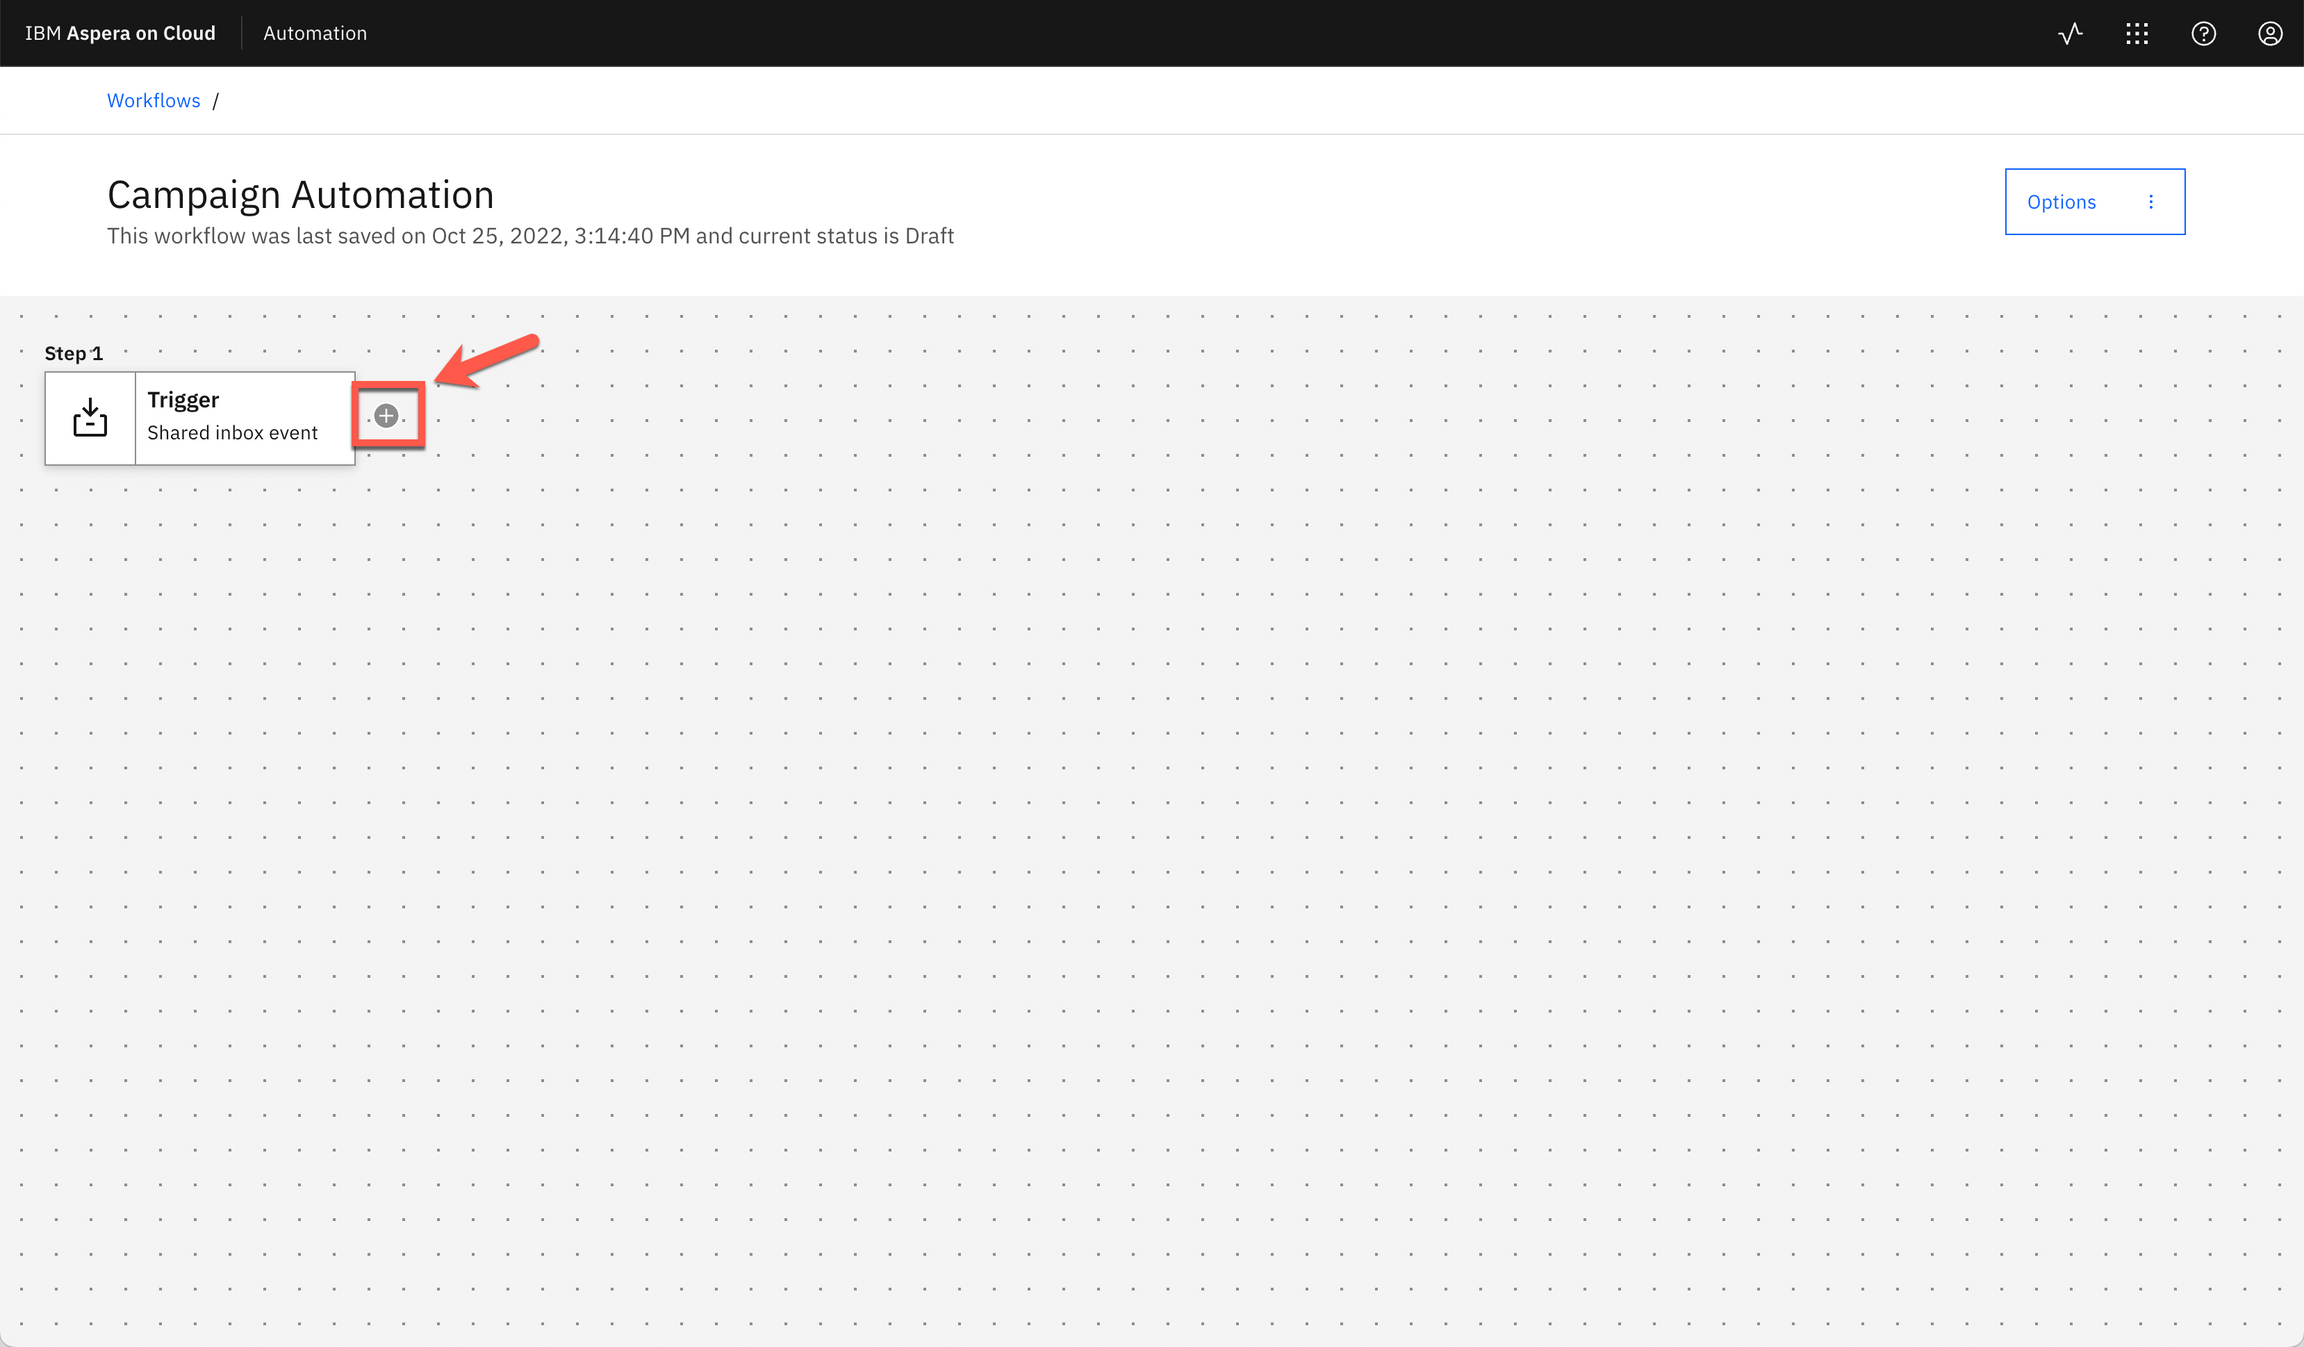 IBM Aspera on Cloud Automation
Workflows /
Campaign Automation
Options
This workflow was last saved on Oct 25, 2022, 3:14:40 PM and current status is Draft
Step 1
Trigger
Shared inbox event